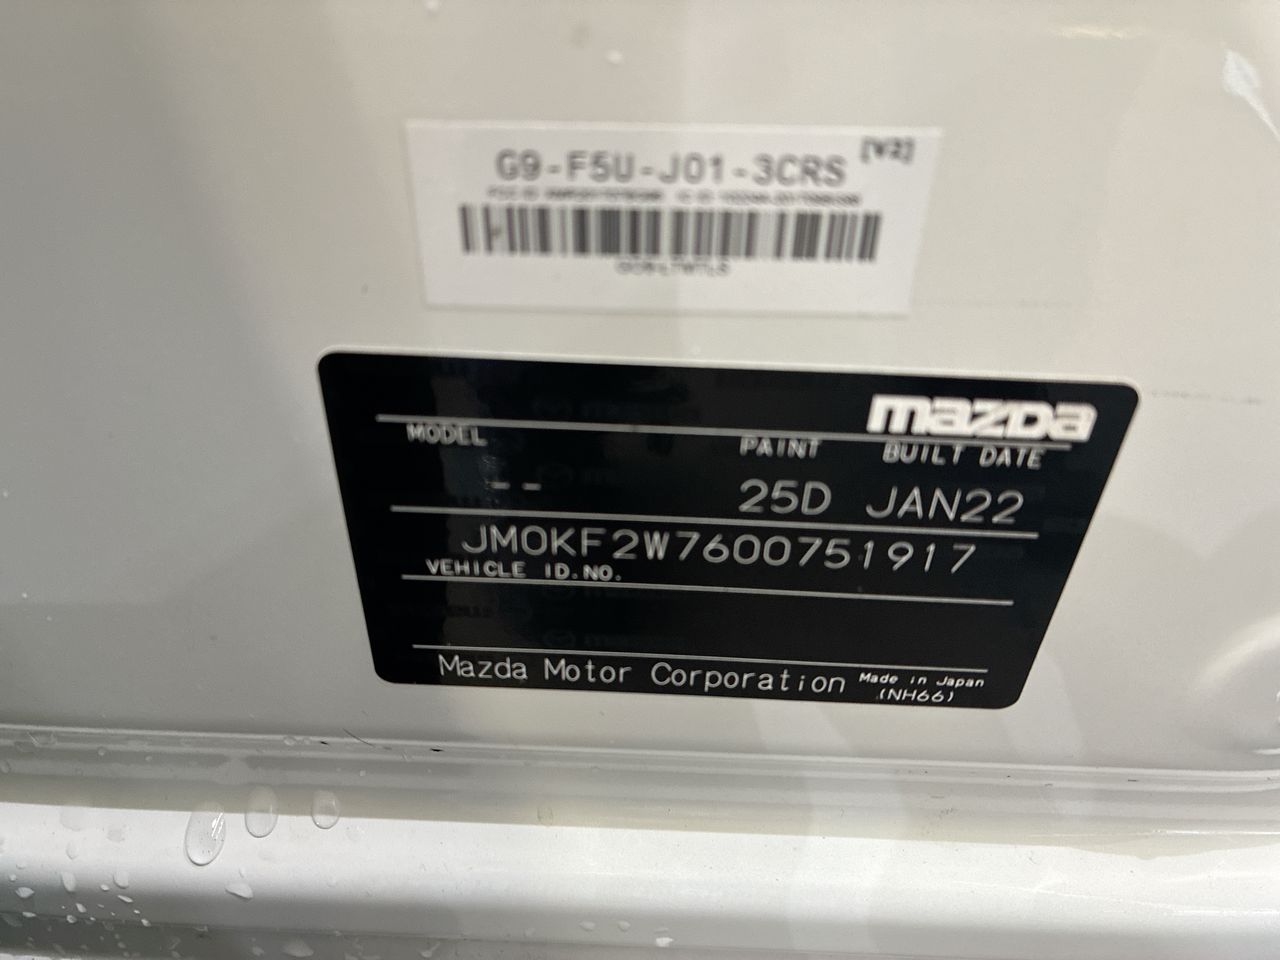 G9-F5U-J01-3CRS [V2]
mazda
MODEL PAINT BUILT DATE
-- 25D JAN22
JM0KF2W7600751917
VEHICLE ID.NO.
Mazda Motor Corporation Made in Japan
(NH66)